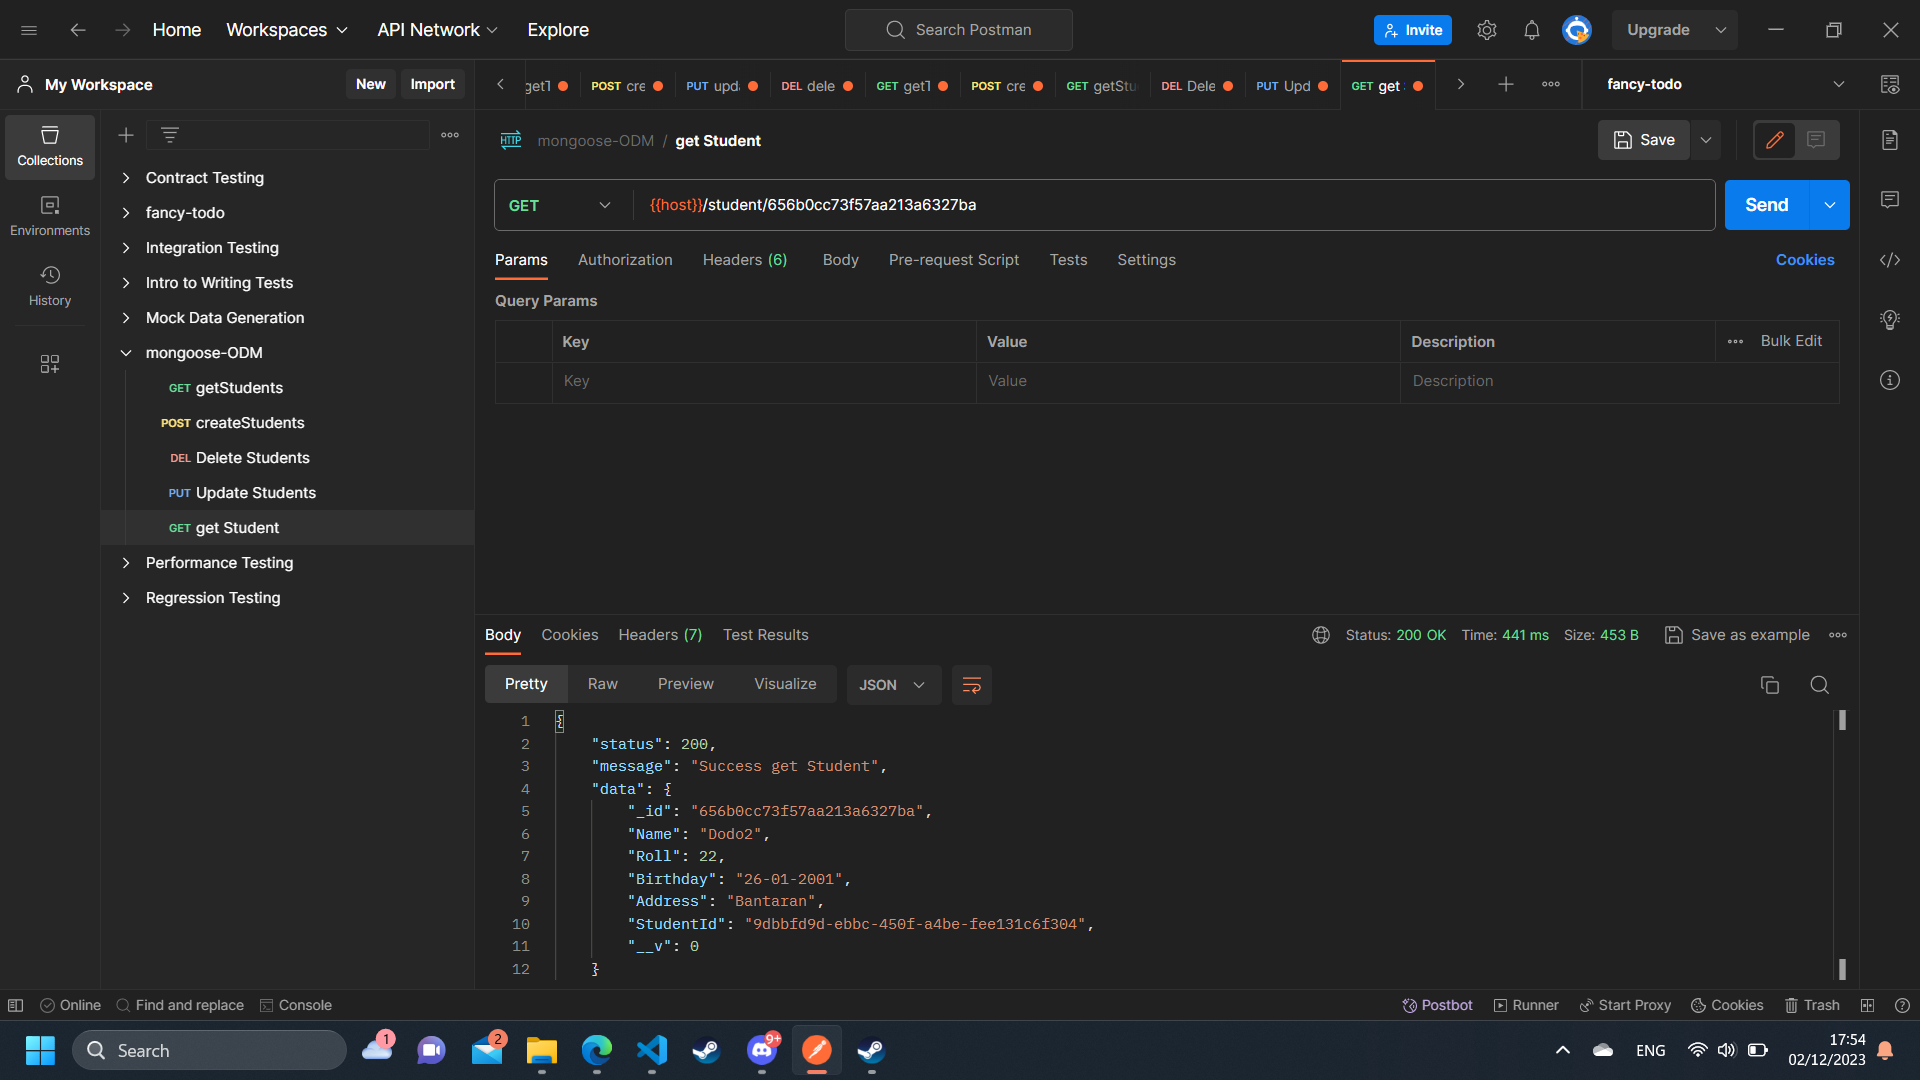 Home Workspaces API Network Explore Search Postman Invite Upgrade
My Workspace New Import getT POST cre PUT upda DEL dele GET getT POST cre GET getStu DEL Dele PUT Upd GET get fancy-todo
HTTP mongoose-ODM / get Student Save
Collections
Environments
History
Contract Testing
fancy-todo
Integration Testing
Intro to Writing Tests
Mock Data Generation
mongoose-ODM
GET getStudents
POST createStudents
DEL Delete Students
PUT Update Students
GET get Student
Performance Testing
Regression Testing
GET {{host}}/student/656b0cc73f57aa213a6327ba Send
Params Authorization Headers (6) Body Pre-request Script Tests Settings Cookies
Query Params
Key Value Description Bulk Edit
Key Value Description
Body Cookies Headers (7) Test Results Status: 200 OK Time: 441 ms Size: 453 B Save as example
Pretty Raw Preview Visualize JSON
1 {
2 "status": 200,
3 "message": "Success get Student",
4 "data": {
5 "_id": "656b0cc73f57aa213a6327ba",
6 "Name": "Dodo2",
7 "Roll": 22,
8 "Birthday": "26-01-2001",
9 "Address": "Bantaran",
10 "StudentId": "9dbbfd9d-ebbc-450f-a4be-fee131c6f304",
11 "__v": 0
12 }
Online Find and replace Console Postbot Runner Start Proxy Cookies Trash
Search 1 2 9+ ENG 17:54
02/12/2023